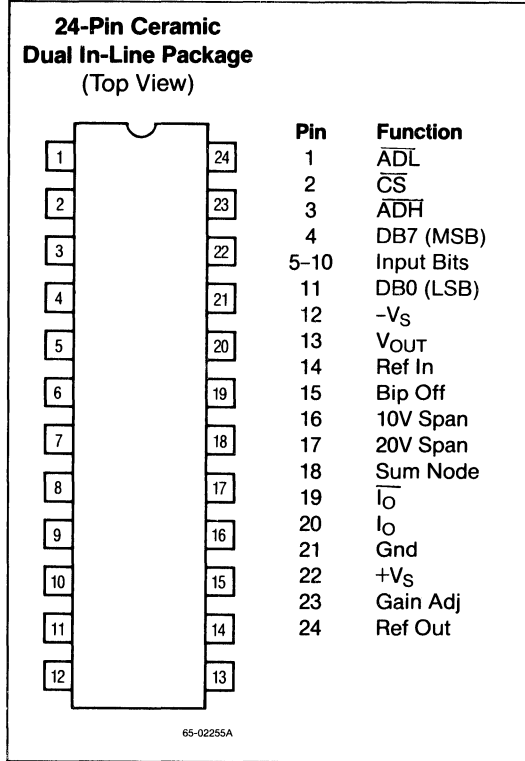 24-Pin Ceramic
Dual In-Line Package
(Top View)
1 24
2 23
3 22
4 21
5 20
6 19
7 18
8 17
9 16
10 15
11 14
12 13
65-02255A
Pin Function
1 A̅D̅L̅
2 C̅S̅
3 A̅D̅H̅
4 DB7 (MSB)
5–10 Input Bits
11 DB0 (LSB)
12 –VS
13 VOUT
14 Ref In
15 Bip Off
16 10V Span
17 20V Span
18 Sum Node
19 I̅O̅
20 IO
21 Gnd
22 +VS
23 Gain Adj
24 Ref Out